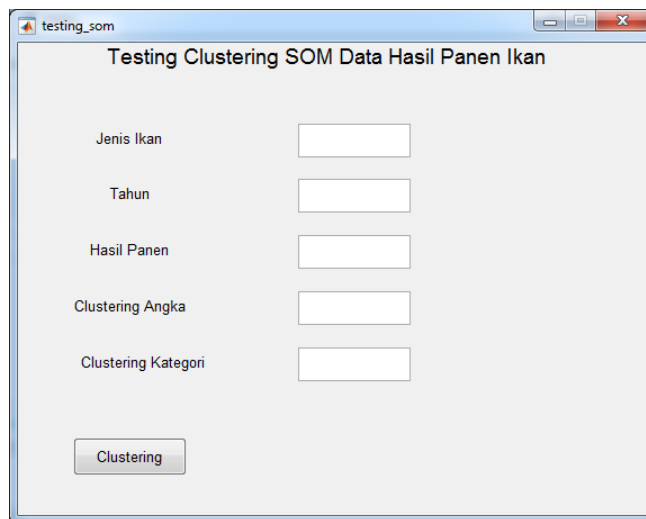 testing_som
Testing Clustering SOM Data Hasil Panen Ikan
Jenis Ikan
Tahun
Hasil Panen
Clustering Angka
Clustering Kategori
Clustering